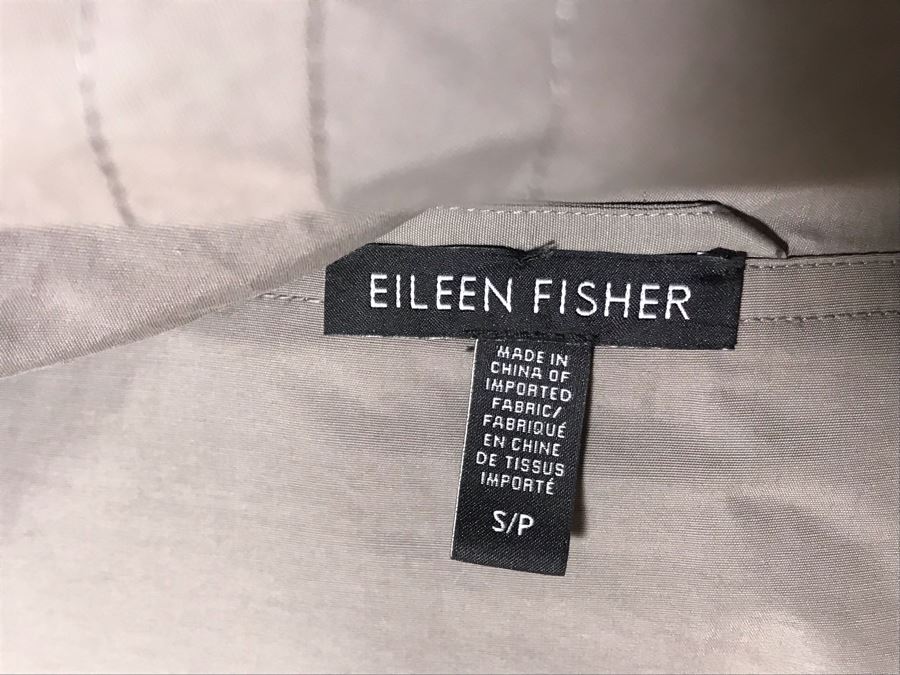 EILEEN FISHER
MADE IN
CHINA OF
IMPORTED
FABRIC/
FABRIQUÉ
EN CHINE
DE TISSUS
IMPORTÉ
S/P